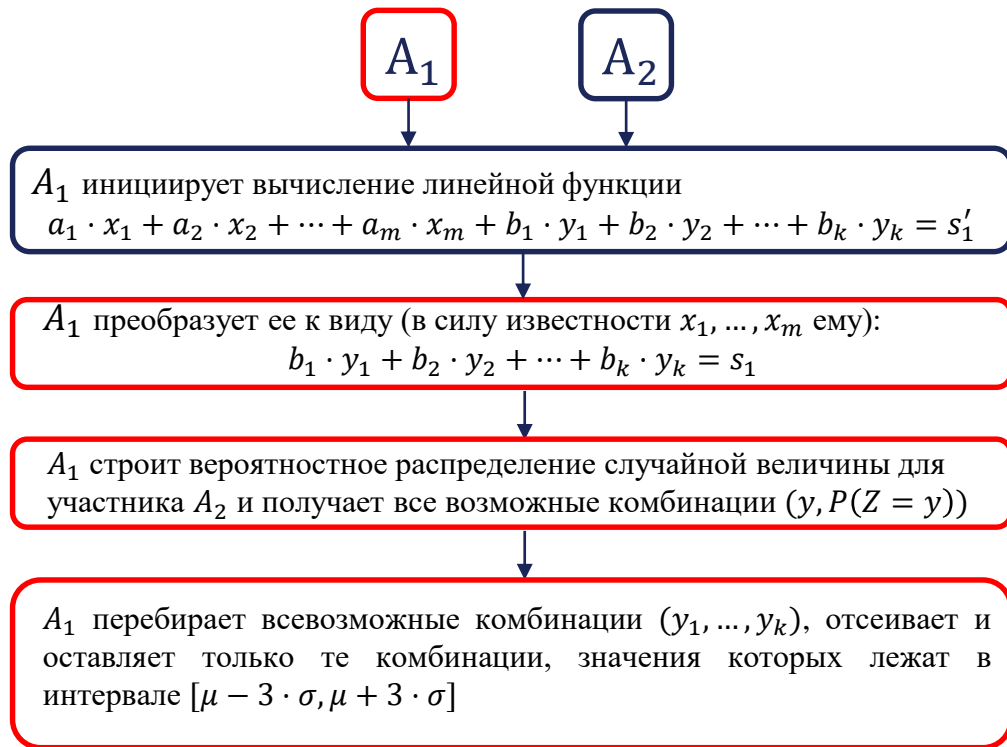 A₁
A₂
A₁ инициирует вычисление линейной функции
a₁ · x₁ + a₂ · x₂ + ⋯ + aₘ · xₘ + b₁ · y₁ + b₂ · y₂ + ⋯ + bₖ · yₖ = s₁′
A₁ преобразует ее к виду (в силу известности x₁, … , xₘ ему):
b₁ · y₁ + b₂ · y₂ + ⋯ + bₖ · yₖ = s₁
A₁ строит вероятностное распределение случайной величины для
участника A₂ и получает все возможные комбинации (y, P(Z = y))
A₁ перебирает всевозможные комбинации (y₁, … , yₖ), отсеивает и
оставляет только те комбинации, значения которых лежат в
интервале [μ − 3 · σ, μ + 3 · σ]